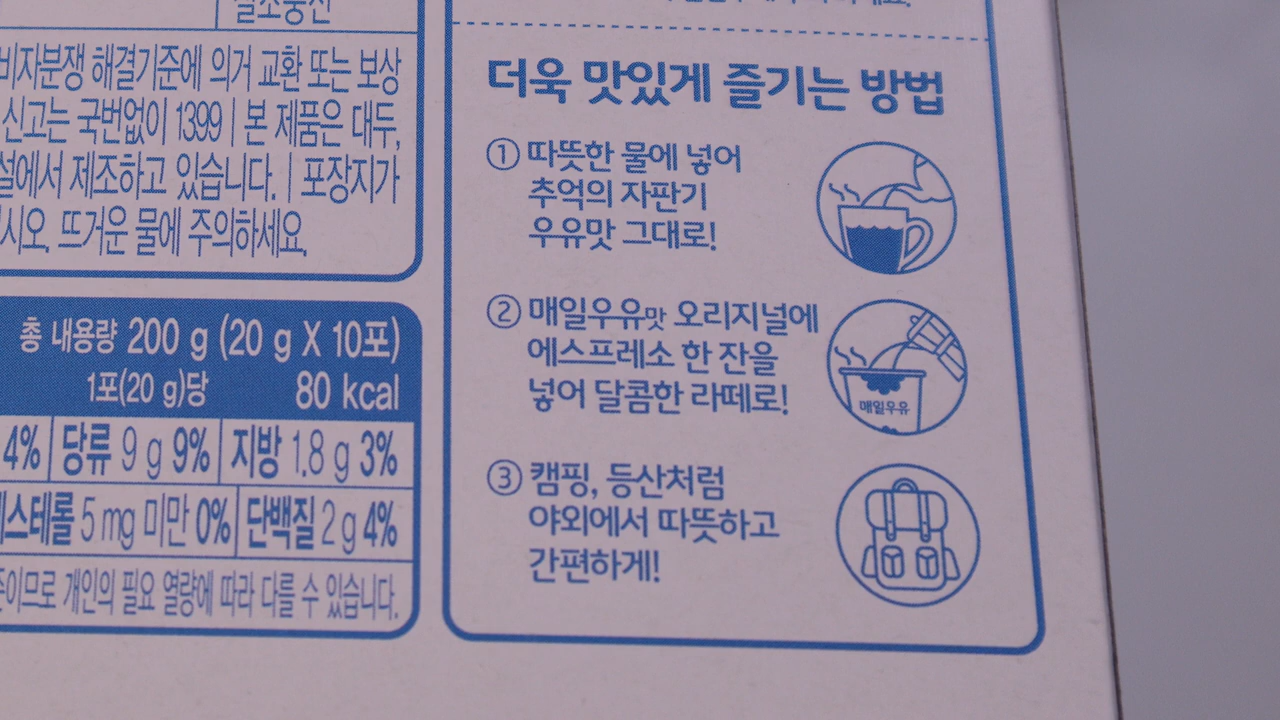 질소충전
비자분쟁 해결기준에 의거 교환 또는 보상
신고는 국번없이 1399 | 본 제품은 대두,
설에서 제조하고 있습니다. | 포장지가
시오. 뜨거운 물에 주의하세요.
총 내용량 200 g (20 g X 10포)
1포(20 g)당 80 kcal
4% 당류 9 g 9% 지방 1.8 g 3%
스테롤 5 mg 미만 0% 단백질 2 g 4%
준이므로 개인의 필요 열량에 따라 다를 수 있습니다.
더욱 맛있게 즐기는 방법
① 따뜻한 물에 넣어
추억의 자판기
우유맛 그대로!
② 매일우유맛 오리지널에
에스프레소 한 잔을
넣어 달콤한 라떼로!
매일우유
③ 캠핑, 등산처럼
야외에서 따뜻하고
간편하게!